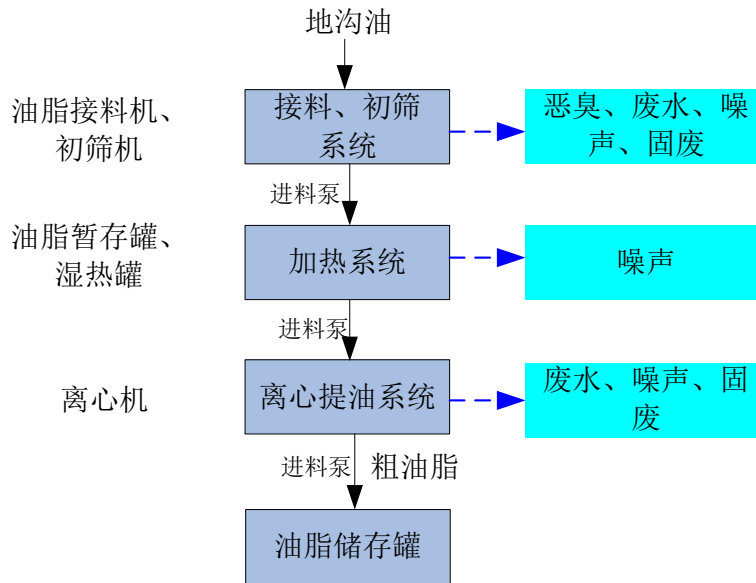 地沟油
油脂接料机、
初筛机
接料、初筛
系统
恶臭、废水、噪
声、固废
进料泵
油脂暂存罐、
湿热罐
加热系统
噪声
进料泵
离心机
离心提油系统
废水、噪声、固
废
进料泵
粗油脂
油脂储存罐